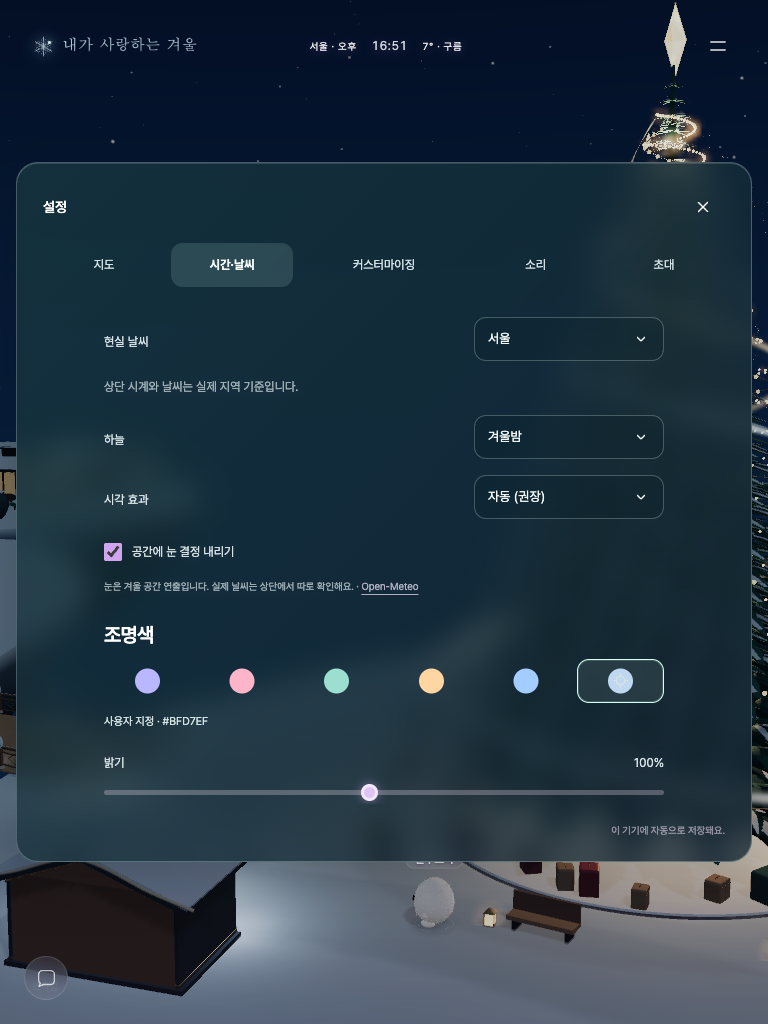 내가 사랑하는 겨울
서울 · 오후 16:51 7° · 구름
설정
지도 시간·날씨 커스터마이징 소리 초대
현실 날씨 서울
상단 시계와 날씨는 실제 지역 기준입니다.
하늘 겨울밤
시각 효과 자동 (권장)
공간에 눈 결정 내리기
눈은 겨울 공간 연출입니다. 실제 날씨는 상단에서 따로 확인해요. · Open-Meteo
조명색
사용자 지정 · #BFD7EF
밝기 100%
이 기기에 자동으로 저장돼요.